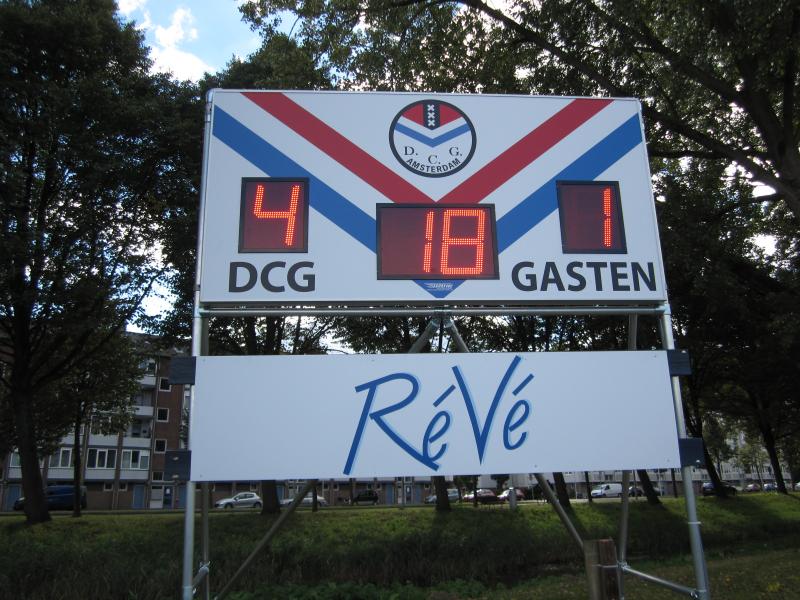 D. C. G.
AMSTERDAM
4 18 1
DCG GASTEN
RéVé